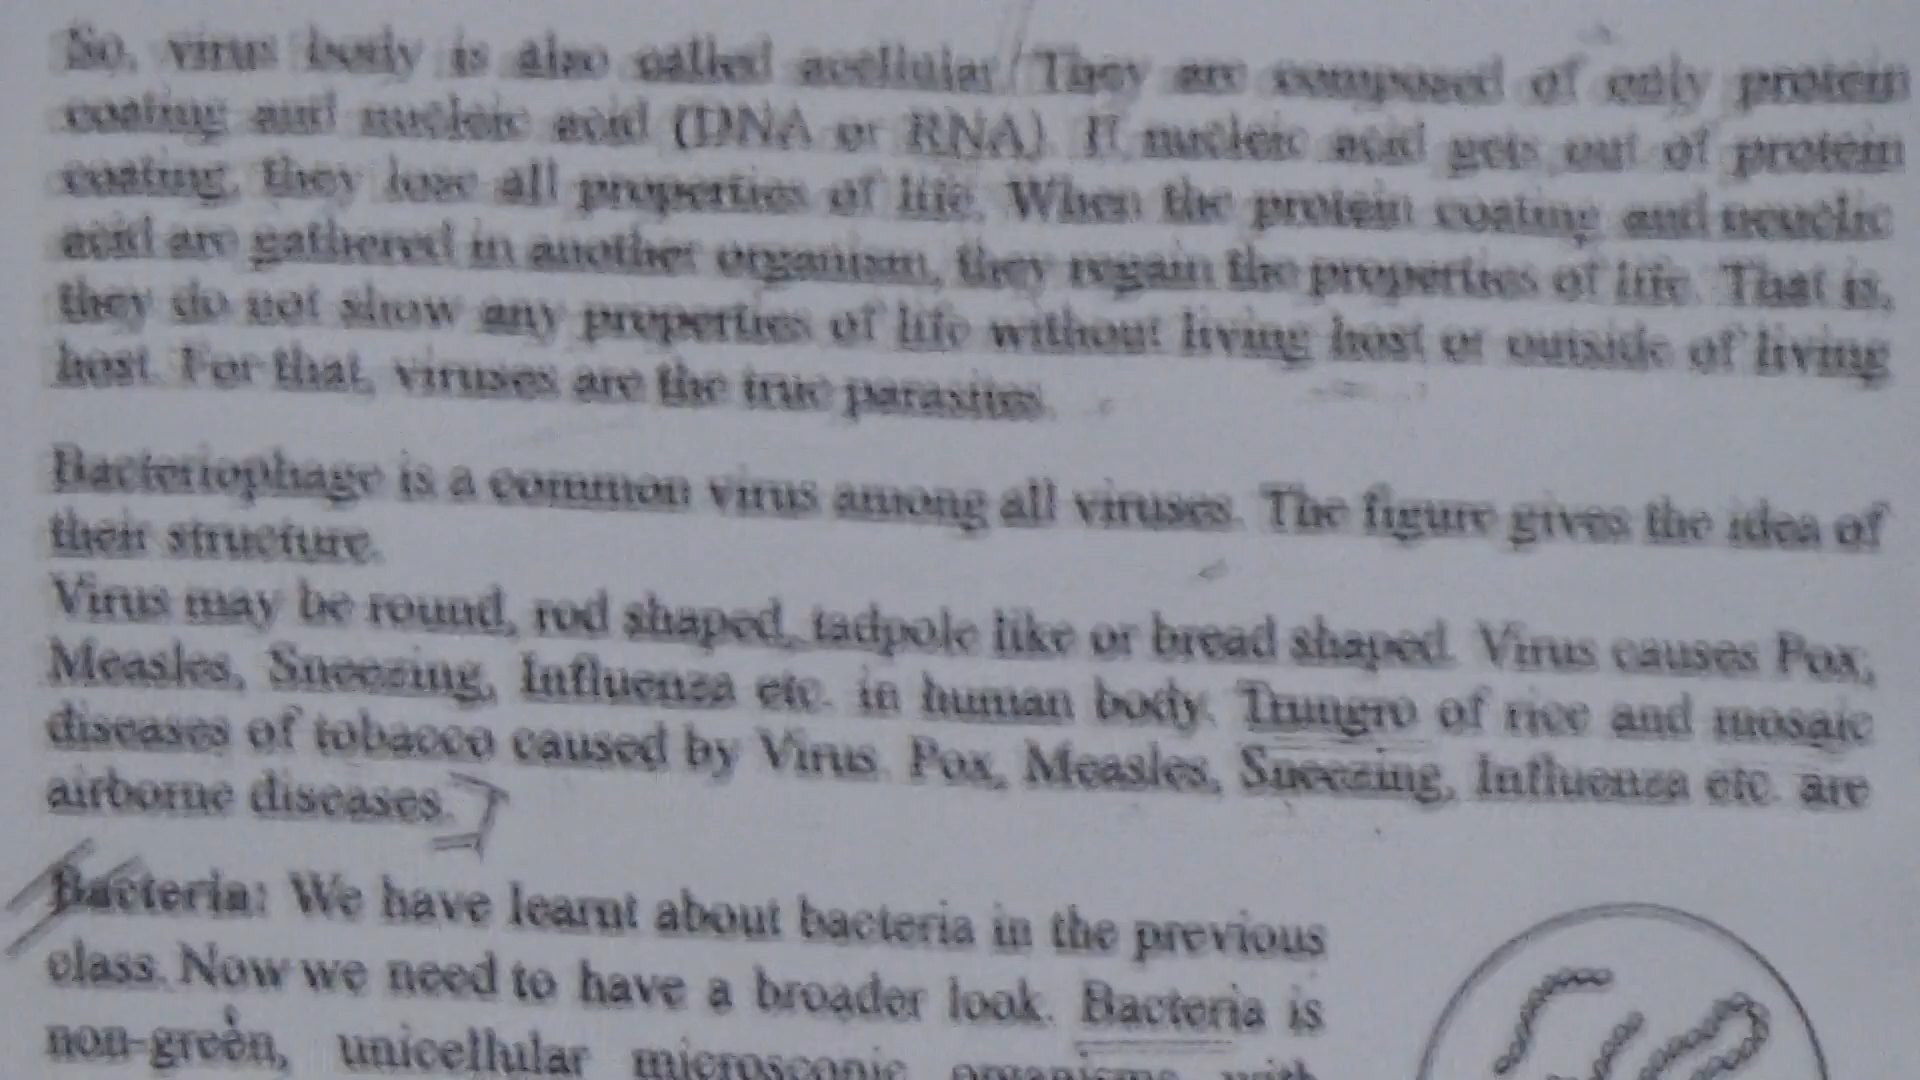 So, virus body is also called acellular. They are composed of only protein
coating and nucleic acid (DNA or RNA). If nucleic acid gets out of protein
coating, they lose all properties of life. When the protein coating and neuclic
acid are gathered in another organism, they regain the properties of life. That is,
they do not show any properties of life without living host or outside of living
host. For that, viruses are the true parasites.
Bacteriophage is a common virus among all viruses. The figure gives the idea of
their structure.
Virus may be round, rod shaped, tadpole like or bread shaped. Virus causes Pox,
Measles, Sneezing, Influenza etc. in human body. Trungro of rice and mosaic
diseases of tobacco caused by Virus. Pox, Measles, Sneezing, Influenza etc. are
airborne diseases.
Bacteria: We have learnt about bacteria in the previous
class. Now we need to have a broader look. Bacteria is
non-green, unicellular microscopic organisms with